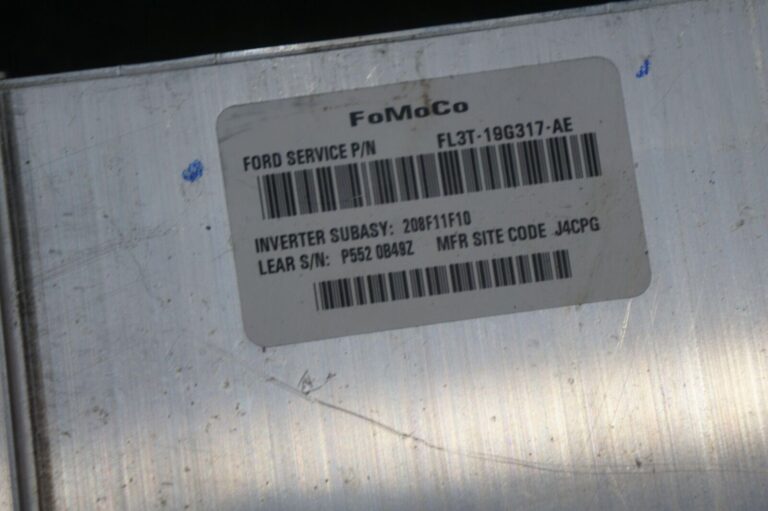 FoMoCo
FORD SERVICE P/N FL3T-19G317-AE
INVERTER SUBASY: 208F11F10
LEAR S/N: P552 0B49Z MFR SITE CODE J4CPG